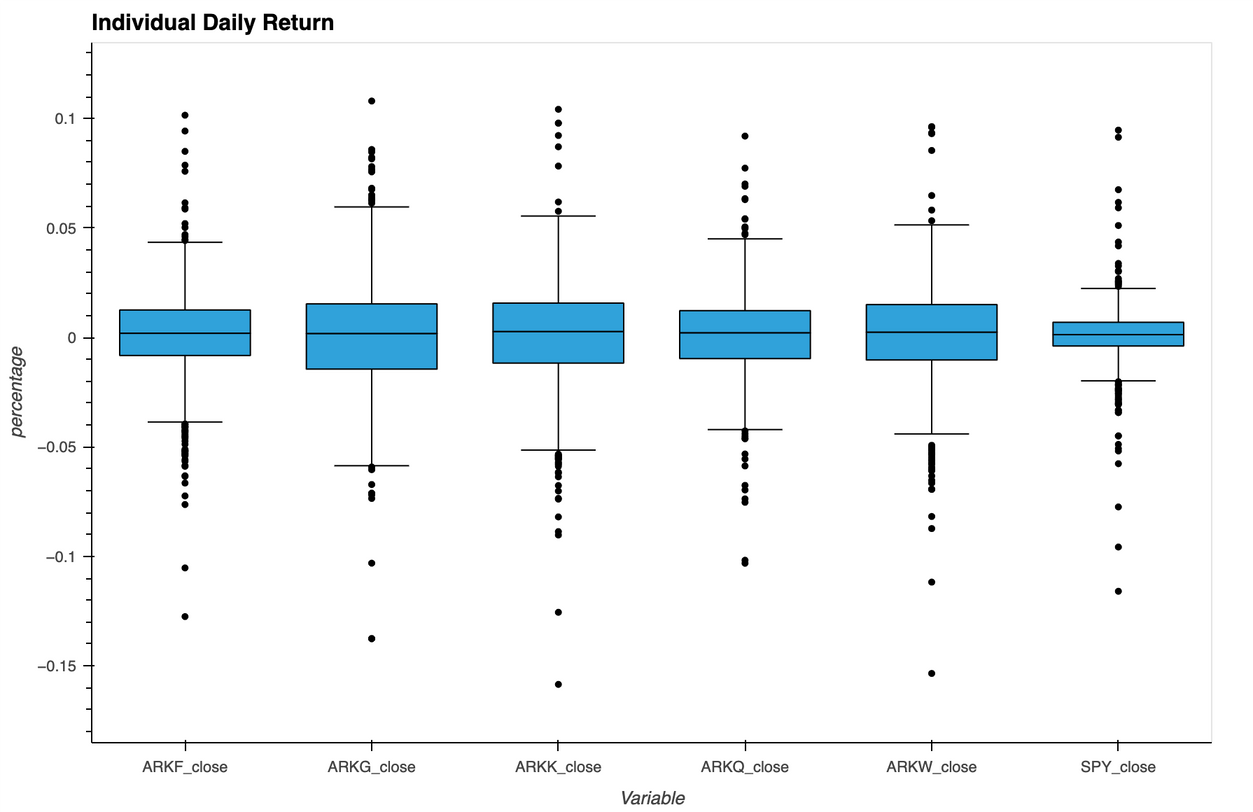 Individual Daily Return
0.1
0.05
0
−0.05
−0.1
−0.15
percentage
ARKF_close ARKG_close ARKK_close ARKQ_close ARKW_close SPY_close
Variable